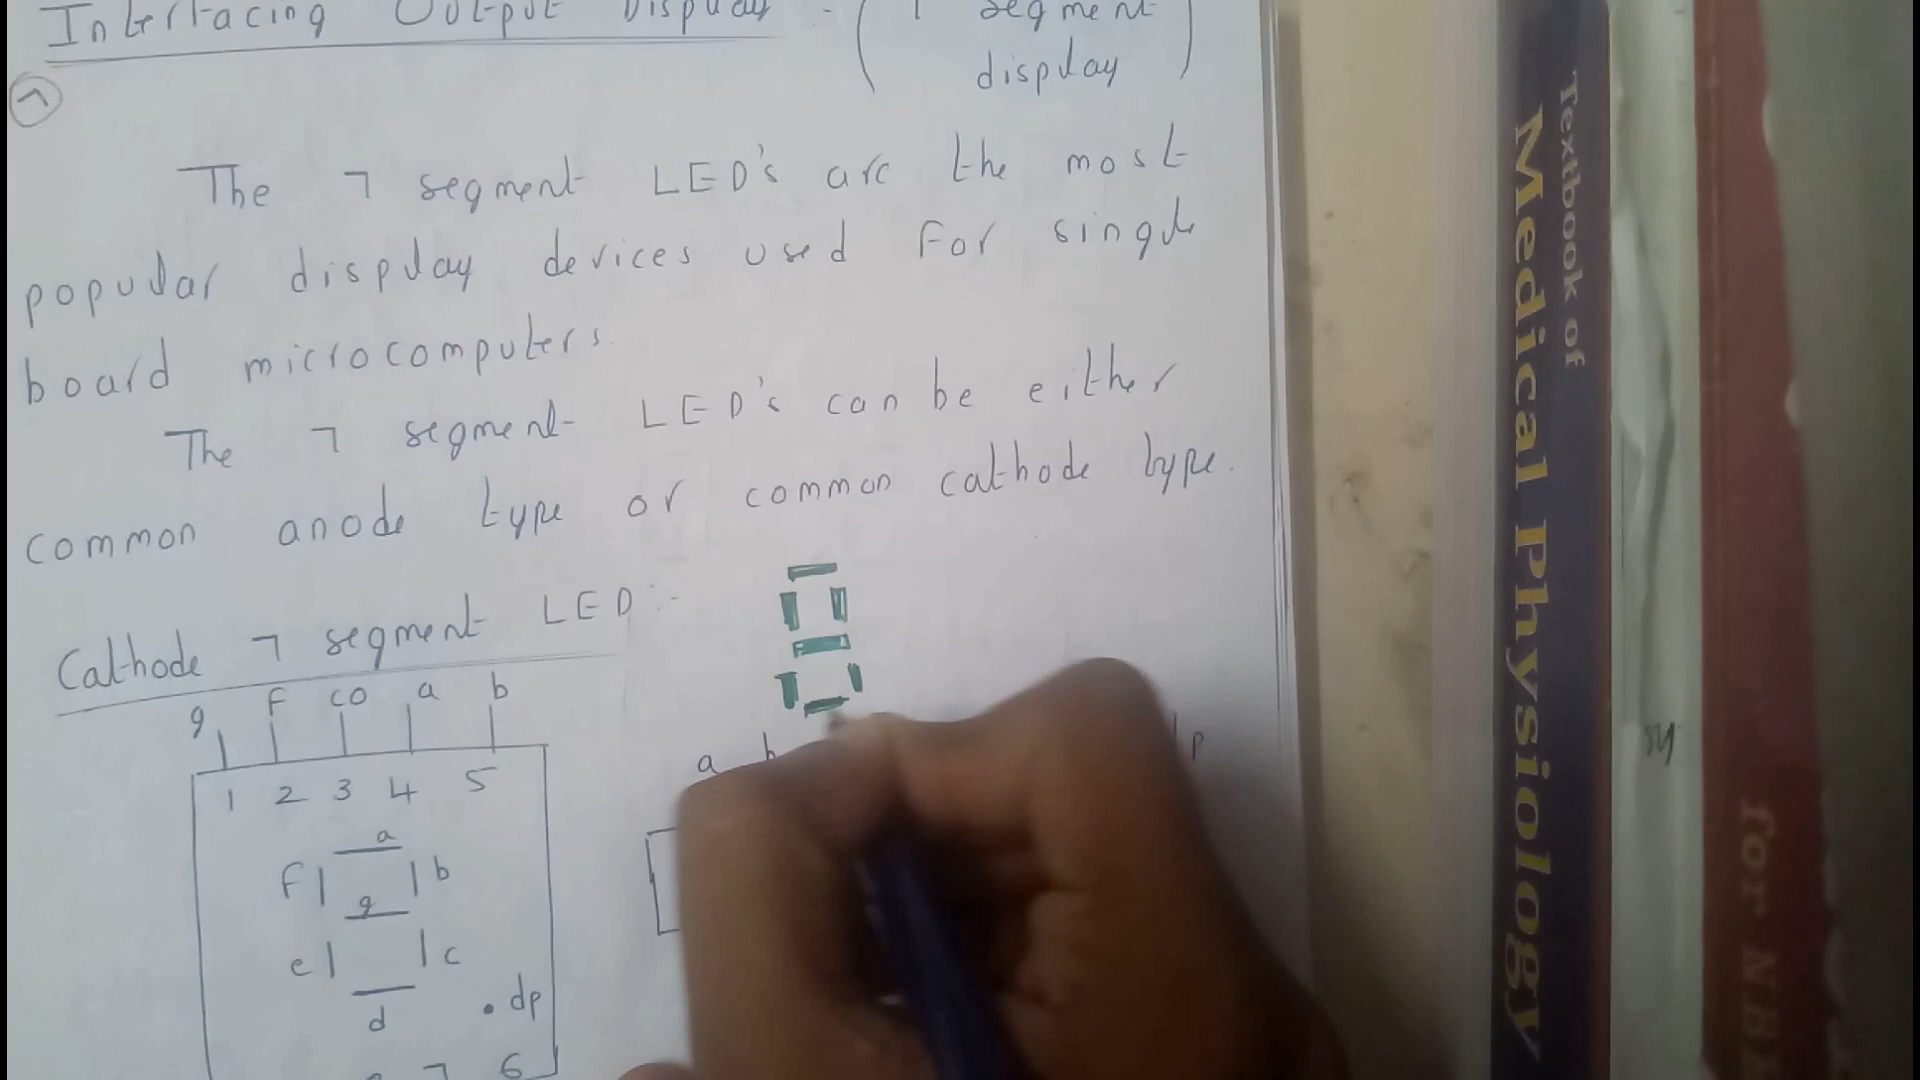 Interfacing Output Display :- ( 7 segment
display )
7
The 7 segment LED's are the most
popular display devices used for single
board microcomputers.
The 7 segment LED's can be either
common anode type or common cathode type.
Cathode 7 segment LED :-
g f co a b
1 2 3 4 5
a
f b
g
e c
d
. dp
7 6
a b
p
Textbook of
Medical Physiology
For